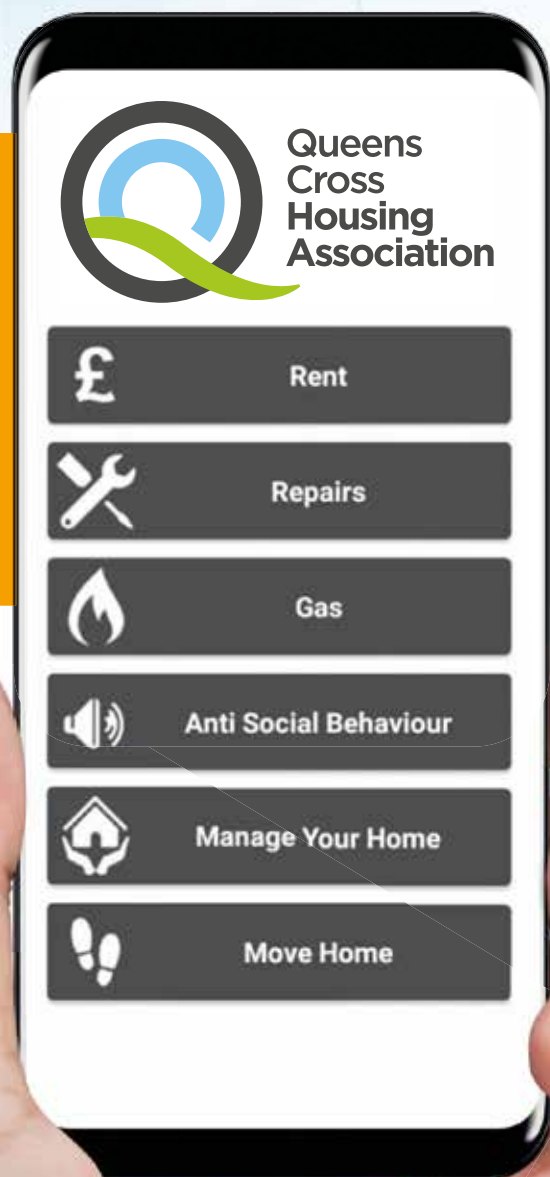 Queens
Cross
Housing
Association
£
Rent
Repairs
Gas
Anti Social Behaviour
Manage Your Home
Move Home